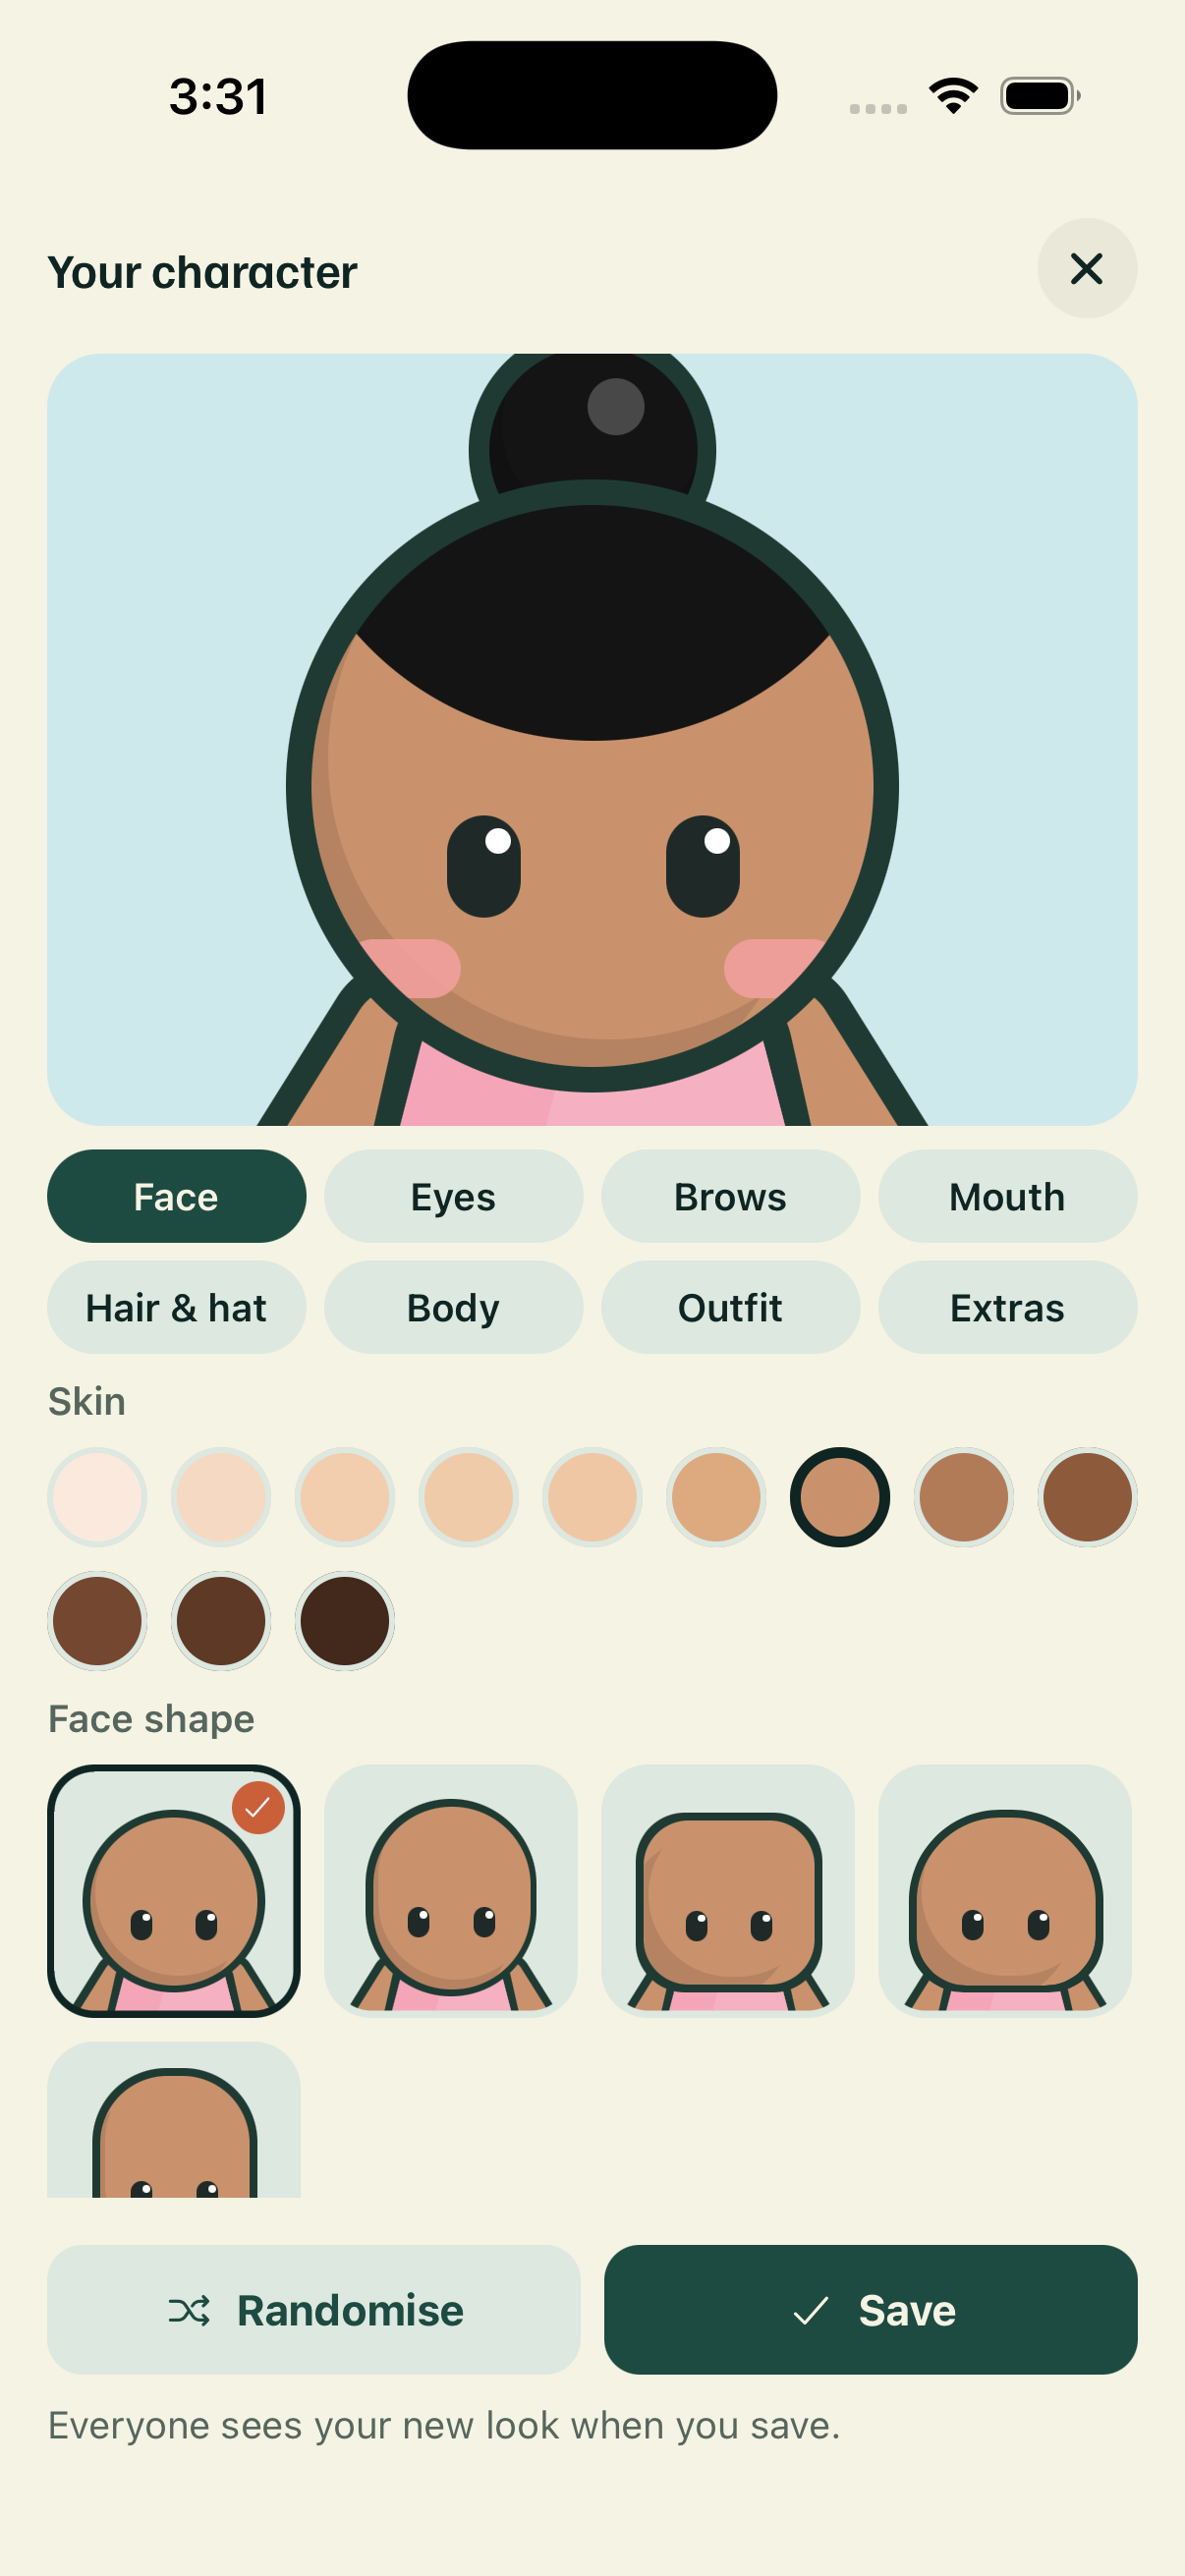 3:31
Your character
Face
Eyes
Brows
Mouth
Hair & hat
Body
Outfit
Extras
Skin
Face shape
Randomise
Save
Everyone sees your new look when you save.